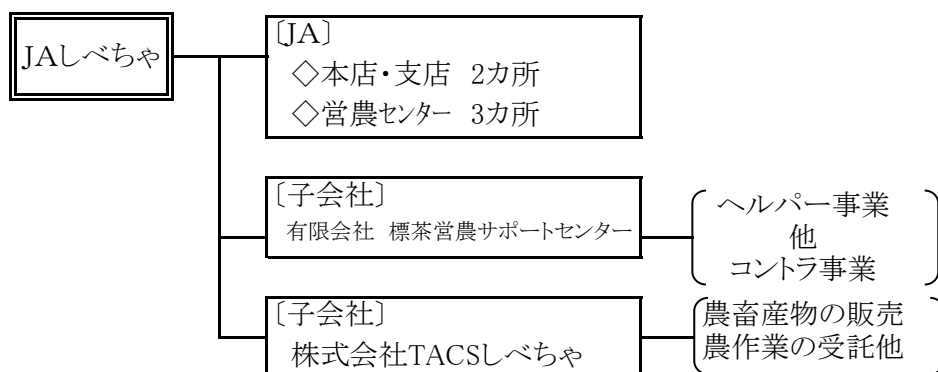 JAしべちゃ
〔JA〕
◇本店・支店 2カ所
◇営農センター 3カ所
〔子会社〕
有限会社 標茶営農サポートセンター
ヘルパー事業
他
コントラ事業
〔子会社〕
株式会社TACSしべちゃ
農畜産物の販売
農作業の受託他